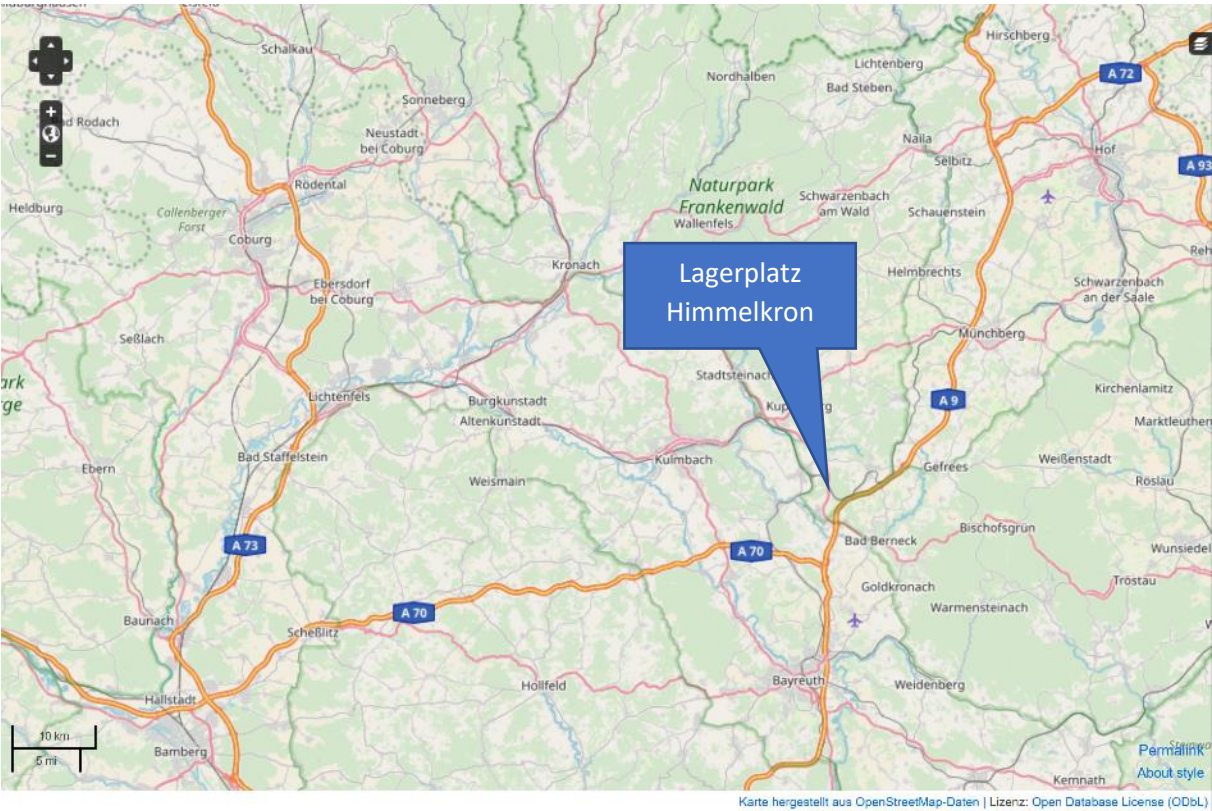 Schalkau
Hirschberg
Lichtenberg
Nordhalben
A 72
Bad Steben
Sonneberg
Bad Rodach
Neustadt
bei Coburg
Naila
Hof
Selbitz
A 93
Rödental
Naturpark
Frankenwald
Schwarzenbach
am Wald
Heldburg
Callenberger
Forst
Schauenstein
Wallenfels
Coburg
Reh
Lagerplatz
Himmelkron
Kronach
Helmbrechts
Ebersdorf
bei Coburg
Schwarzenbach
an der Saale
Münchberg
Seßlach
Stadtsteinach
ark
ge
Kirchenlamitz
Lichtenfels
Burgkunstadt
A 9
Altenkunstadt
Marktleuthen
Bad Staffelstein
Kulmbach
Weißenstadt
Ebern
Gefrees
Weismain
Röslau
Bischofsgrün
A 73
A 70
Bad Berneck
Wunsiedel
Goldkronach
Tröstau
A 70
Warmensteinach
Baunach
Scheßlitz
Bayreuth
Weidenberg
Hollfeld
Hallstadt
10 km
5 mi
Bamberg
Permalink
About style
Kemnath
Karte hergestellt aus OpenStreetMap-Daten | Lizenz: Open Database License (ODbL)